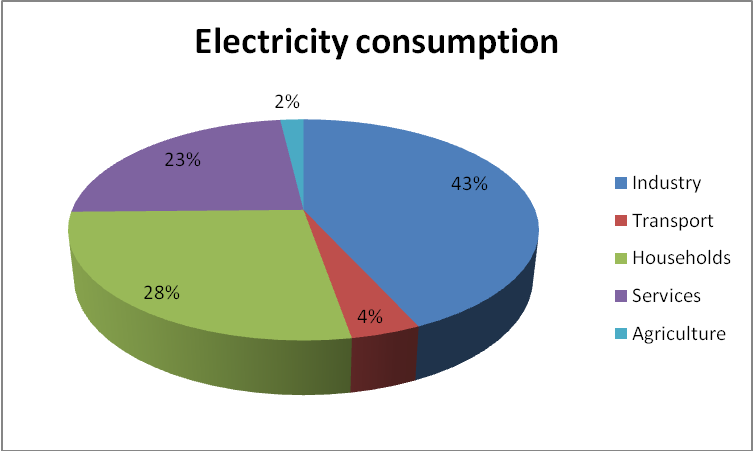 Electricity consumption
2%
23%
43%
28%
4%
Industry
Transport
Households
Services
Agriculture